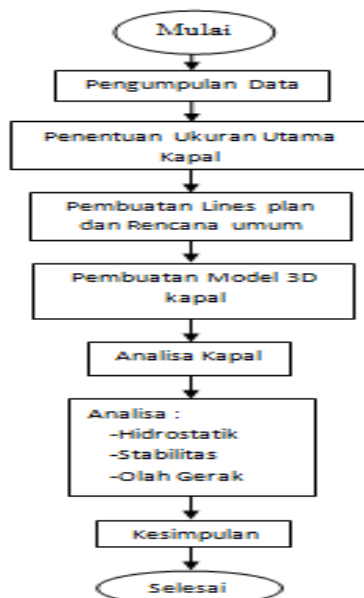 Mulai
Pengumpulan Data
Penentuan Ukuran Utama
Kapal
Pembuatan Lines plan
dan Rencana umum
Pembuatan Model 3D
kapal
Analisa Kapal
Analisa :
-Hidrostatik
-Stabilitas
-Olah Gerak
Kesimpulan
Selesai